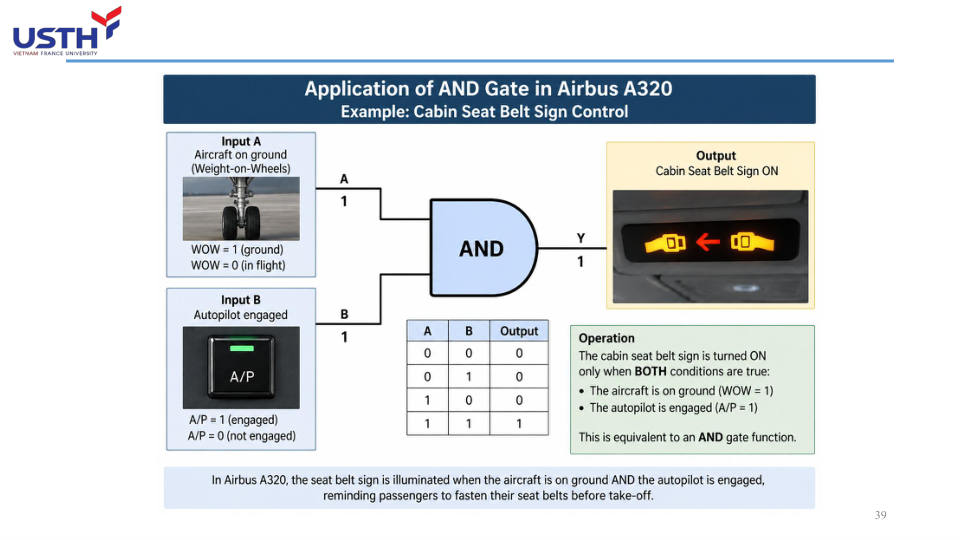 USTH
VIETNAM FRANCE UNIVERSITY
Application of AND Gate in Airbus A320
Example: Cabin Seat Belt Sign Control
Input A
Aircraft on ground
(Weight-on-Wheels)
WOW = 1 (ground)
WOW = 0 (in flight)
A
1
Input B
Autopilot engaged
A/P
A/P = 1 (engaged)
A/P = 0 (not engaged)
B
1
AND
Y
1
Output
Cabin Seat Belt Sign ON
A B Output
0 0 0
0 1 0
1 0 0
1 1 1
Operation
The cabin seat belt sign is turned ON
only when BOTH conditions are true:
• The aircraft is on ground (WOW = 1)
• The autopilot is engaged (A/P = 1)
This is equivalent to an AND gate function.
In Airbus A320, the seat belt sign is illuminated when the aircraft is on ground AND the autopilot is engaged,
reminding passengers to fasten their seat belts before take-off.
39